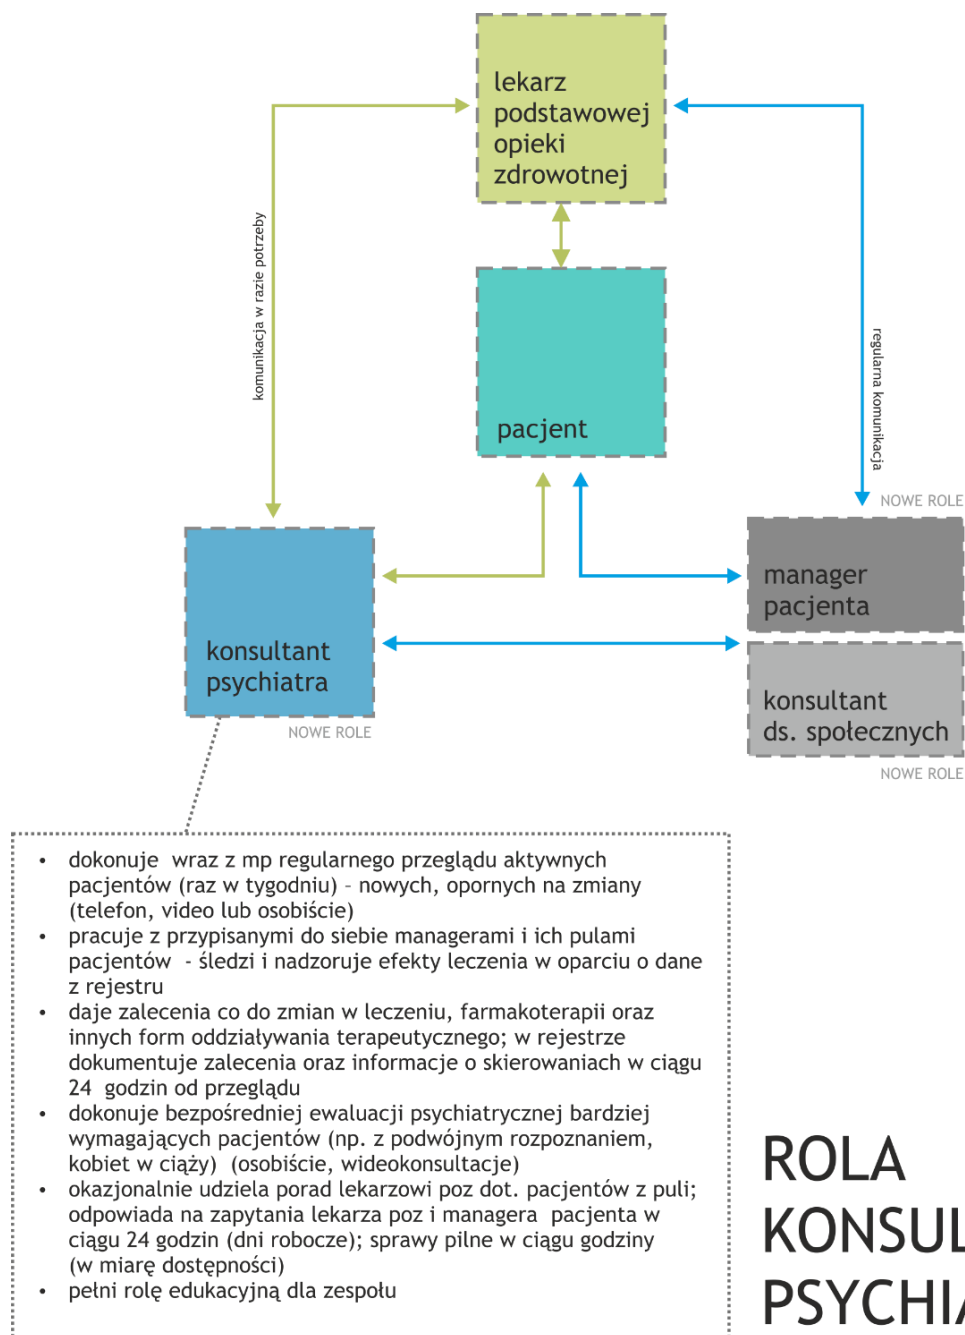 lekarz
podstawowej
opieki
zdrowotnej
komunikacja w razie potrzeby
regularna komunikacja
pacjent
NOWE ROLE
manager
pacjenta
konsultant
psychiatra
NOWE ROLE
konsultant
ds. społecznych
NOWE ROLE
• dokonuje wraz z mp regularnego przeglądu aktywnych
pacjentów (raz w tygodniu) - nowych, opornych na zmiany
(telefon, video lub osobiście)
• pracuje z przypisanymi do siebie managerami i ich pulami
pacjentów - śledzi i nadzoruje efekty leczenia w oparciu o dane
z rejestru
• daje zalecenia co do zmian w leczeniu, farmakoterapii oraz
innych form oddziaływania terapeutycznego; w rejestrze
dokumentuje zalecenia oraz informacje o skierowaniach w ciągu
24 godzin od przeglądu
• dokonuje bezpośredniej ewaluacji psychiatrycznej bardziej
wymagających pacjentów (np. z podwójnym rozpoznaniem,
kobiet w ciąży) (osobiście, wideokonsultacje)
• okazjonalnie udziela porad lekarzowi poz dot. pacjentów z puli;
odpowiada na zapytania lekarza poz i managera pacjenta w
ciągu 24 godzin (dni robocze); sprawy pilne w ciągu godziny
(w miarę dostępności)
• pełni rolę edukacyjną dla zespołu
ROLA
KONSUL
PSYCHIA